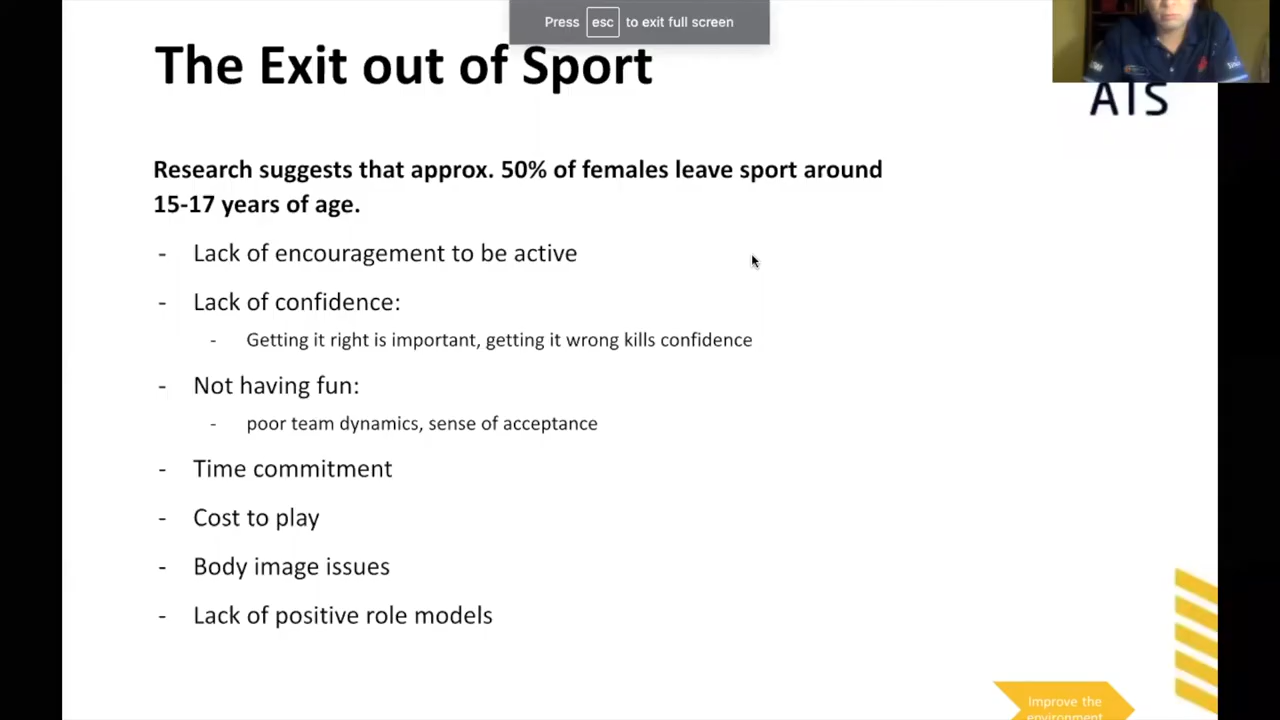 Press esc to exit full screen
The Exit out of Sport
AIS
Research suggests that approx. 50% of females leave sport around
15-17 years of age.
- Lack of encouragement to be active
- Lack of confidence:
- Getting it right is important, getting it wrong kills confidence
- Not having fun:
- poor team dynamics, sense of acceptance
- Time commitment
- Cost to play
- Body image issues
- Lack of positive role models
Improve the
environment